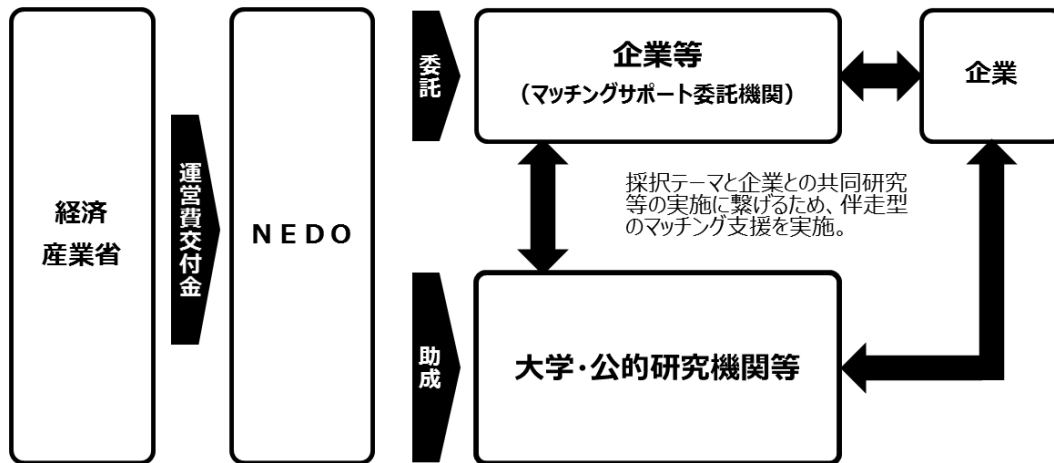 経済
産業省
運営費交付金
ＮＥＤＯ
委託
企業等
（マッチングサポート委託機関）
企業
採択テーマと企業との共同研究
等の実施に繋げるため、伴走型
のマッチング支援を実施。
助成
大学・公的研究機関等